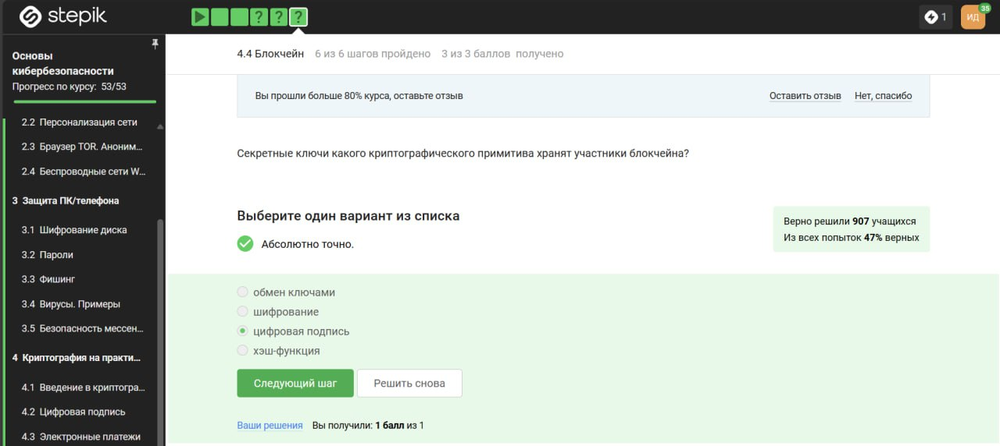 stepik
? ? ?
1
ИД
35
Основы
кибербезопасности
Прогресс по курсу: 53/53
2.2 Персонализация сети
2.3 Браузер TOR. Аноним...
2.4 Беспроводные сети W...
3 Защита ПК/телефона
3.1 Шифрование диска
3.2 Пароли
3.3 Фишинг
3.4 Вирусы. Примеры
3.5 Безопасность мессен...
4 Криптография на практи...
4.1 Введение в криптогра...
4.2 Цифровая подпись
4.3 Электронные платежи
4.4 Блокчейн 6 из 6 шагов пройдено 3 из 3 баллов получено
Вы прошли больше 80% курса, оставьте отзыв Оставить отзыв Нет, спасибо
Секретные ключи какого криптографического примитива хранят участники блокчейна?
Выберите один вариант из списка
Абсолютно точно.
Верно решили 907 учащихся
Из всех попыток 47% верных
обмен ключами
шифрование
цифровая подпись
хэш-функция
Следующий шаг Решить снова
Ваши решения Вы получили: 1 балл из 1